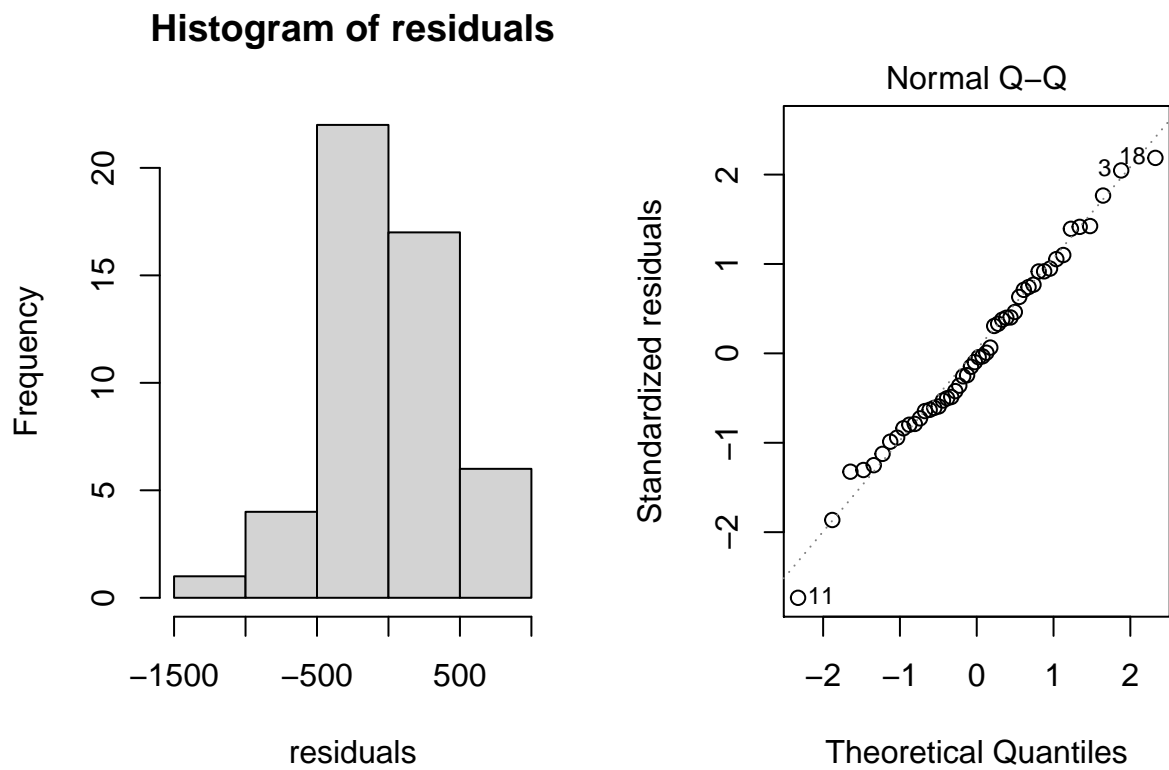 Histogram of residuals
Frequency
0 5 10 15 20
−1500 −500 500
residuals
Normal Q−Q
Standardized residuals
−2 −1 0 1 2
3 18
11
−2 −1 0 1 2
Theoretical Quantiles